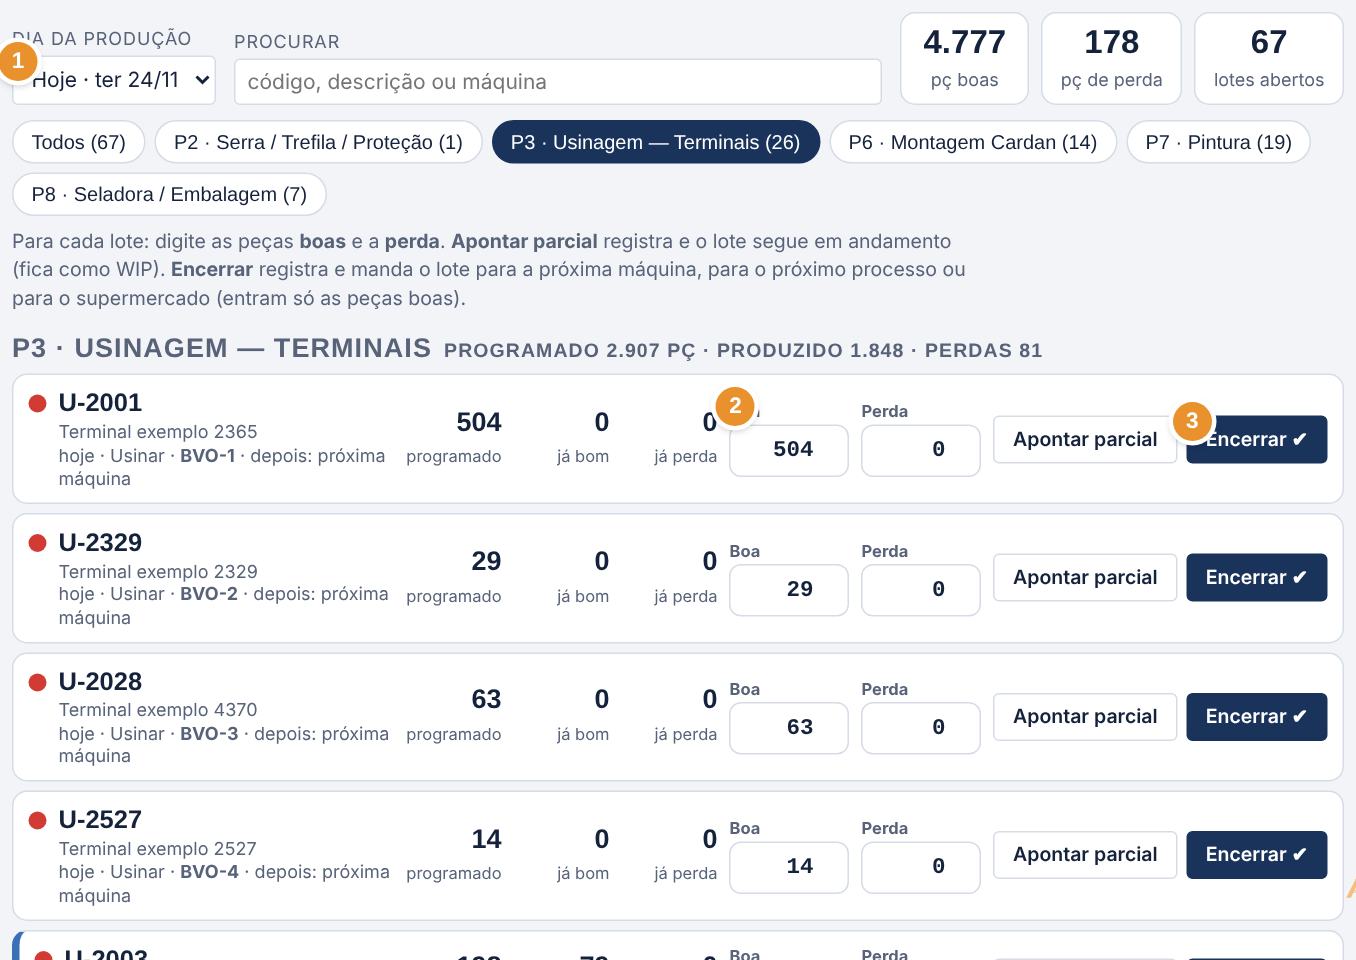 DIA DA PRODUÇÃO
PROCURAR
1
Hoje · ter 24/11
código, descrição ou máquina
4.777
pç boas
178
pç de perda
67
lotes abertos
Todos (67)
P2 · Serra / Trefila / Proteção (1)
P3 · Usinagem — Terminais (26)
P6 · Montagem Cardan (14)
P7 · Pintura (19)
P8 · Seladora / Embalagem (7)
Para cada lote: digite as peças boas e a perda. Apontar parcial registra e o lote segue em andamento
(fica como WIP). Encerrar registra e manda o lote para a próxima máquina, para o próximo processo ou
para o supermercado (entram só as peças boas).
P3 · USINAGEM — TERMINAIS PROGRAMADO 2.907 PÇ · PRODUZIDO 1.848 · PERDAS 81
U-2001
Terminal exemplo 2365
hoje · Usinar · BVO-1 · depois: próxima
máquina
504
programado
0
já bom
0
já perda
2
504
Perda
0
Apontar parcial
3
Encerrar ✔
U-2329
Terminal exemplo 2329
hoje · Usinar · BVO-2 · depois: próxima
máquina
29
programado
0
já bom
0
já perda
Boa
29
Perda
0
Apontar parcial
Encerrar ✔
U-2028
Terminal exemplo 4370
hoje · Usinar · BVO-3 · depois: próxima
máquina
63
programado
0
já bom
0
já perda
Boa
63
Perda
0
Apontar parcial
Encerrar ✔
U-2527
Terminal exemplo 2527
hoje · Usinar · BVO-4 · depois: próxima
máquina
14
programado
0
já bom
0
já perda
Boa
14
Perda
0
Apontar parcial
Encerrar ✔
U-2003
Boa
Perda